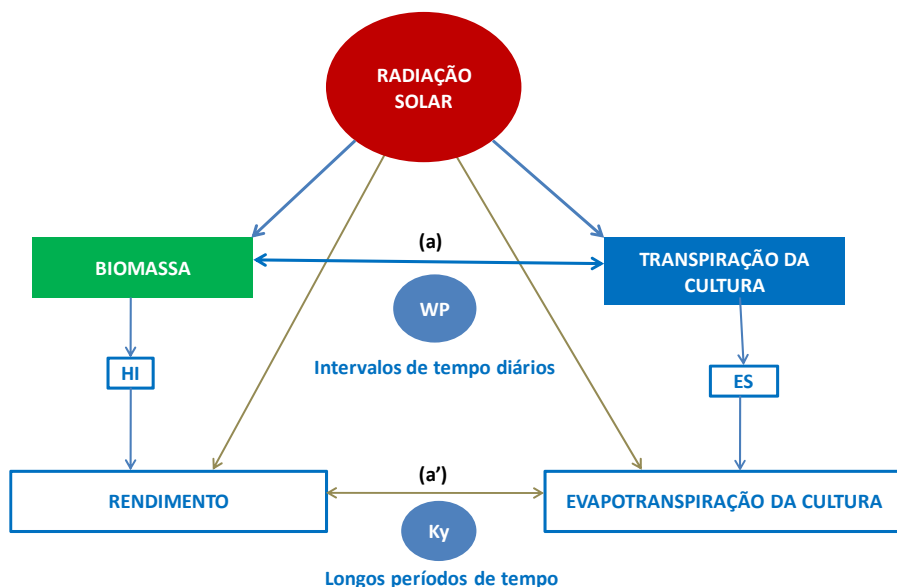 RADIAÇÃO
SOLAR
(a)
BIOMASSA
TRANSPIRAÇÃO DA
CULTURA
WP
Intervalos de tempo diários
HI
ES
(a’)
RENDIMENTO
EVAPOTRANSPIRAÇÃO DA CULTURA
Ky
Longos períodos de tempo